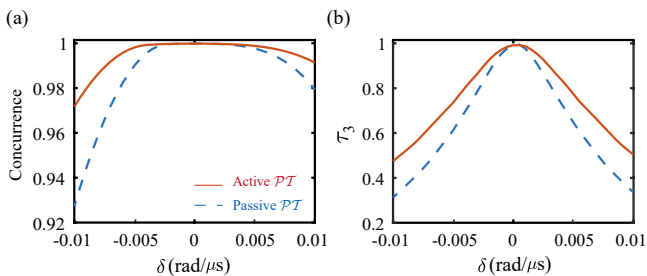 (a)
(b)
Concurrence
1
0.98
0.96
0.94
0.92
-0.01
-0.005
0
0.005
0.01
δ (rad/μs)
Active 𝒫𝒯
Passive 𝒫𝒯
τ₃
1
0.8
0.6
0.4
0.2
-0.01
-0.005
0
0.005
0.01
δ (rad/μs)